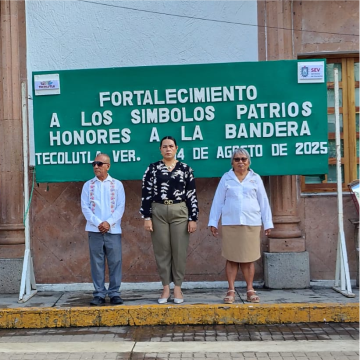 FORTALECIMIENTO
A LOS SIMBOLOS PATRIOS
HONORES A LA BANDERA
TECOLUTLA VER. 4 DE AGOSTO DE 2025
SEV